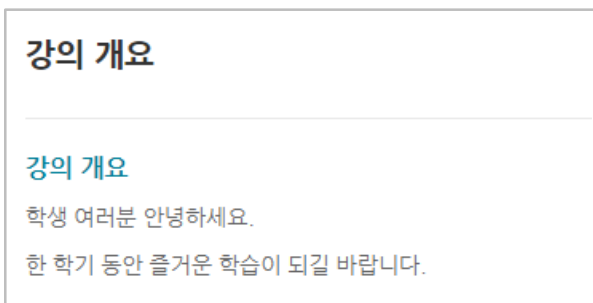 강의 개요
강의 개요
학생 여러분 안녕하세요.
한 학기 동안 즐거운 학습이 되길 바랍니다.